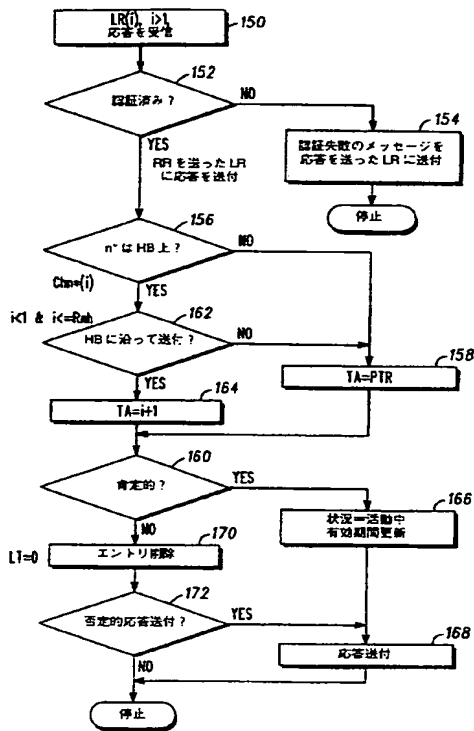 LR(i), i>1,
応答を受信
150
152
認証済み?
NO
YES
154
認証失敗のメッセージを
応答を送ったLRに送付
RRを送ったLR
に応答を送付
停止
156
n*はHB上?
NO
Chn*(i)
YES
i<1 & i<=Rmh
162
HBに沿って送付?
NO
158
TA=PTR
YES
164
TA=i+1
160
肯定的?
YES
166
状況=活動中
有効期間更新
NO
170
LT=0
エントリ削除
172
否定的応答送付?
YES
168
応答送付
NO
停止